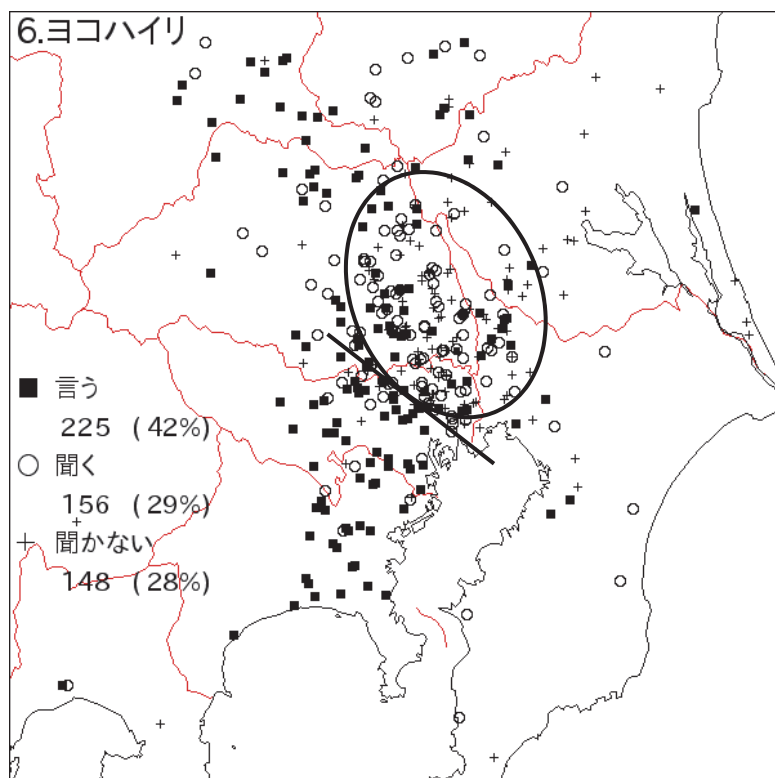 6.ヨコハイリ
■ 言う
225 (42%)
○ 聞く
156 (29%)
+ 聞かない
148 (28%)